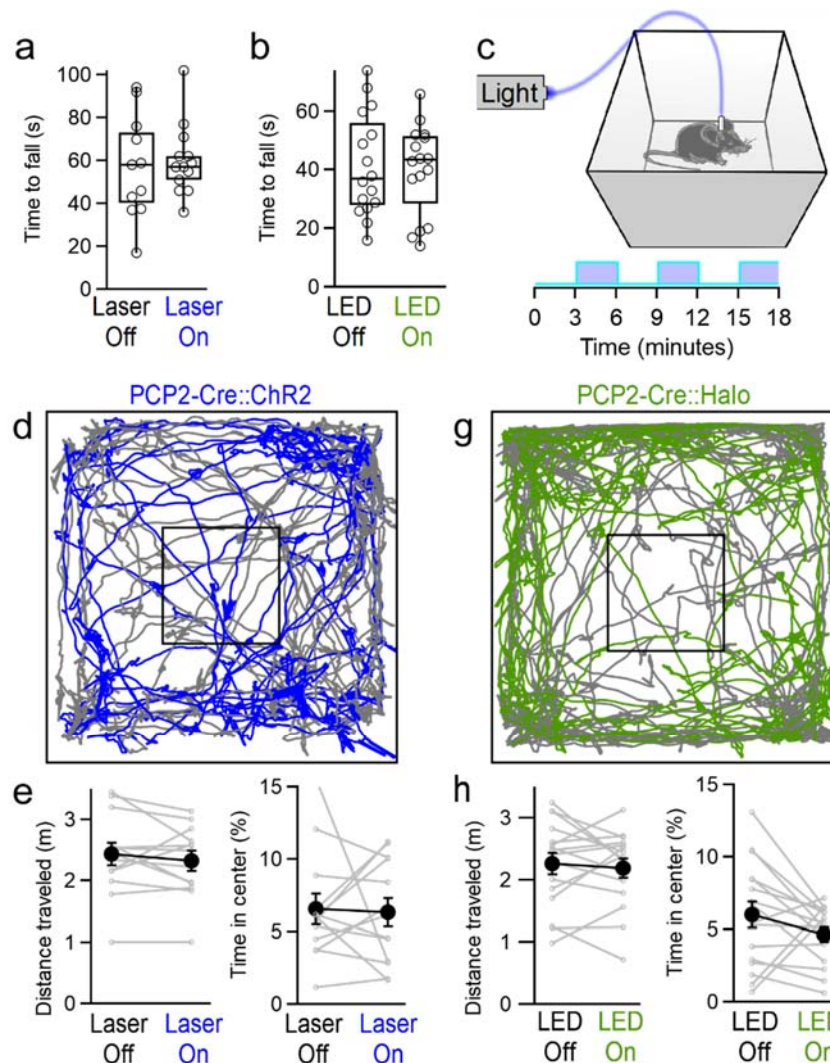 a
Time to fall (s)
100
80
60
40
20
0
Laser Off
Laser On
b
Time to fall (s)
60
40
20
0
LED Off
LED On
c
Light
0 3 6 9 12 15 18
Time (minutes)
PCP2-Cre::ChR2
d
PCP2-Cre::Halo
g
e
Distance traveled (m)
3
2
1
0
Laser Off
Laser On
Time in center (%)
15
10
5
0
Laser Off
Laser On
h
Distance traveled (m)
3
2
1
0
LED Off
LED On
Time in center (%)
15
10
5
0
LED Off
LED On